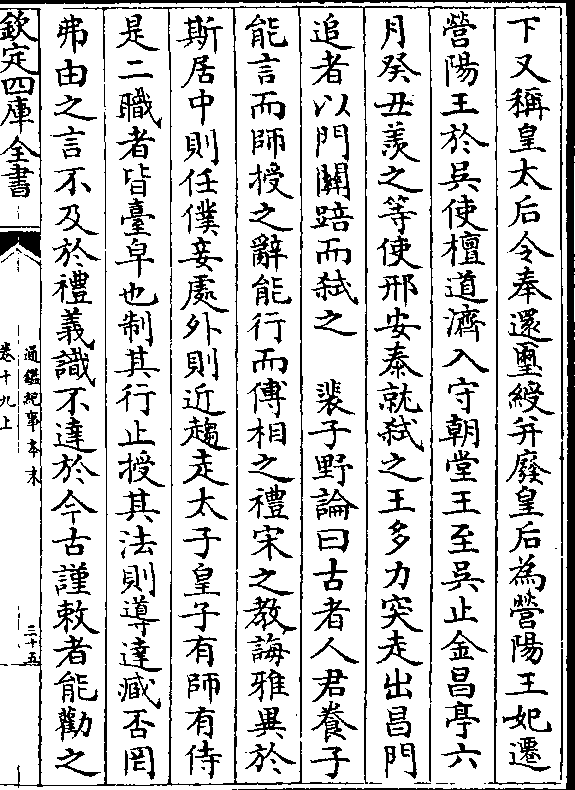 下又稱皇太后令奉還璽綬并廢皇后為營陽王妃遷
營陽王於吳使檀道濟入守朝堂王至吳止金昌亭六
月癸丑羨之等使邢安泰就弑之王多力突走出昌門
追者以門關踣而弑之 裴子野論曰古者人君養子
能言而師授之辭能行而傅相之禮宋之教誨雅異於
斯居中則任僕妾處外則近趨走太子皇子有師有侍
是二職者皆臺皁也制其行止授其法則導達臧否罔
弗由之言不及於禮義識不達於今古謹敕者能勸之
欽定四庫全書
通鑑紀事本末
卷十九上
三十五